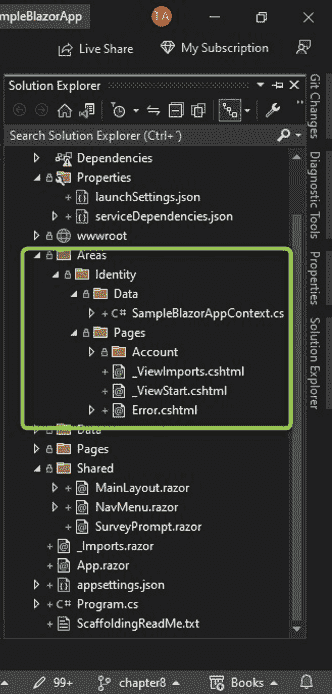 mpleBlazorApp
1A
Live Share
My Subscription
Solution Explorer
Search Solution Explorer (Ctrl+¨)
Dependencies
Properties
launchSettings.json
serviceDependencies.json
wwwroot
Areas
Identity
Data
C# SampleBlazorAppContext.cs
Pages
Account
_ViewImports.cshtml
_ViewStart.cshtml
Error.cshtml
Data
Pages
Shared
MainLayout.razor
NavMenu.razor
SurveyPrompt.razor
_Imports.razor
App.razor
appsettings.json
C# Program.cs
ScaffoldingReadMe.txt
Git Changes
Diagnostic Tools
Properties
Solution Explorer
99+ chapter8 Books